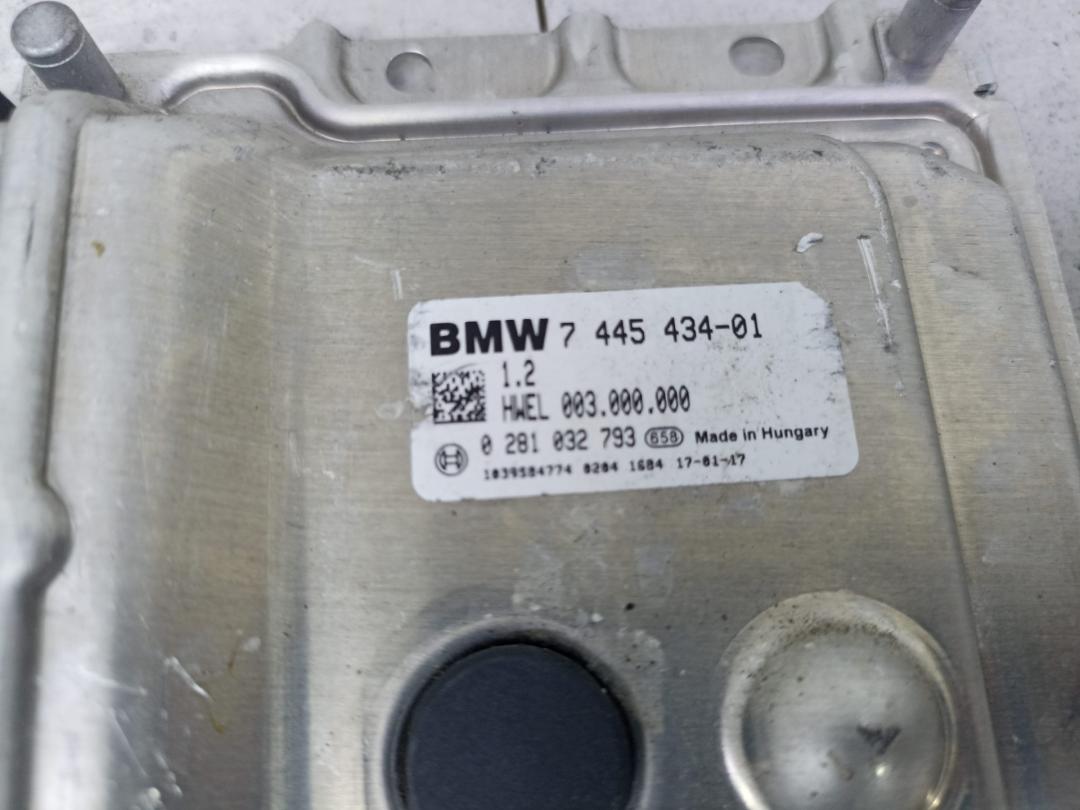 BMW 7 445 434-01
1.2
HWEL 003.000.000
0 281 032 793 658 Made in Hungary
1039S84774 0204 1684 17-01-17